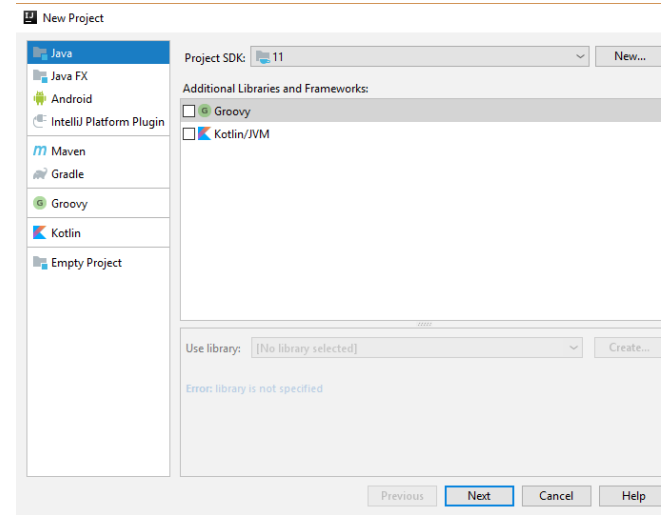 New Project
Java
Java FX
Android
IntelliJ Platform Plugin
Maven
Gradle
Groovy
Kotlin
Empty Project
Project SDK: 11 New...
Additional Libraries and Frameworks:
Groovy
Kotlin/JVM
Use library: [No library selected] Create...
Error: library is not specified
Previous Next Cancel Help